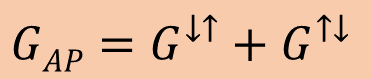 G_AP = G^↓↑ + G^↑↓